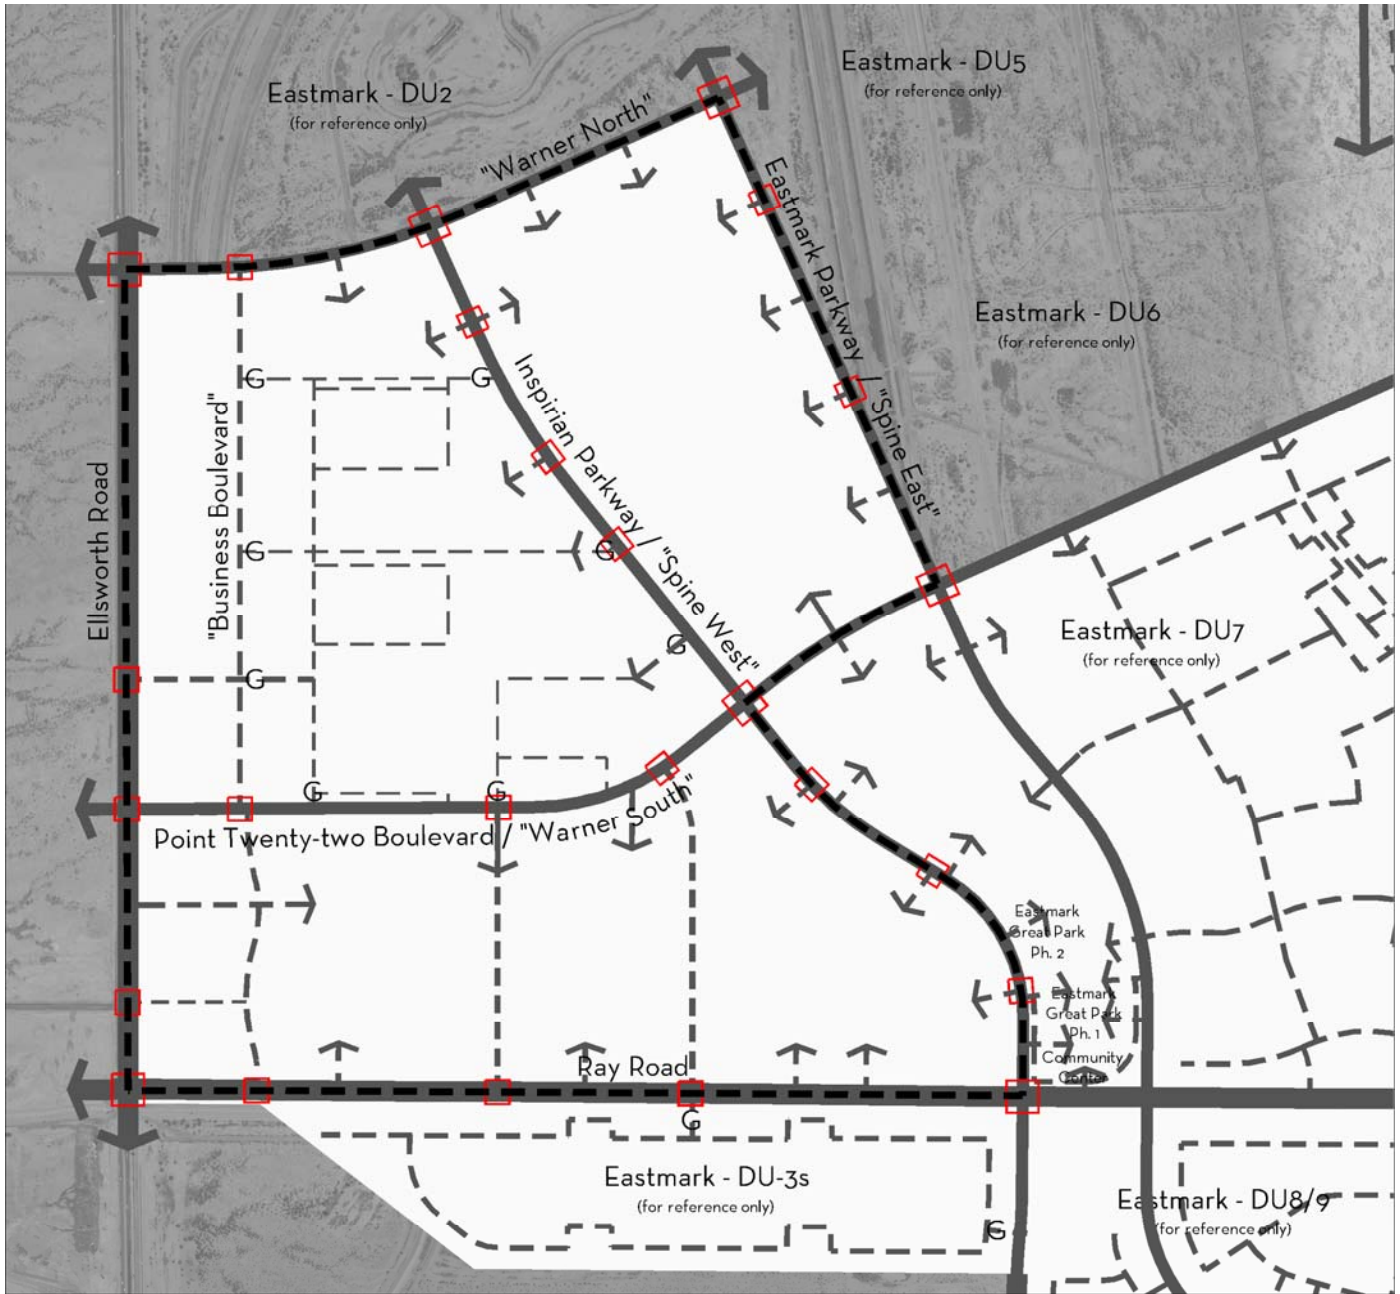 Eastmark - DU5
(for reference only)
Eastmark - DU2
(for reference only)
"Warner North"
Eastmark Parkway / "Spine East"
Eastmark - DU6
(for reference only)
Inspirian Parkway / "Spine West"
G
G
"Business Boulevard"
Ellsworth Road
G
G
G
G
Eastmark - DU7
(for reference only)
G
G
Point Twenty-two Boulevard / "Warner South"
Eastmark
Great Park
Ph. 2
Eastmark
Great Park
Ph. 1
Community
Center
Ray Road
G
Eastmark - DU-3s
(for reference only)
Eastmark - DU8/9
(for reference only)
G